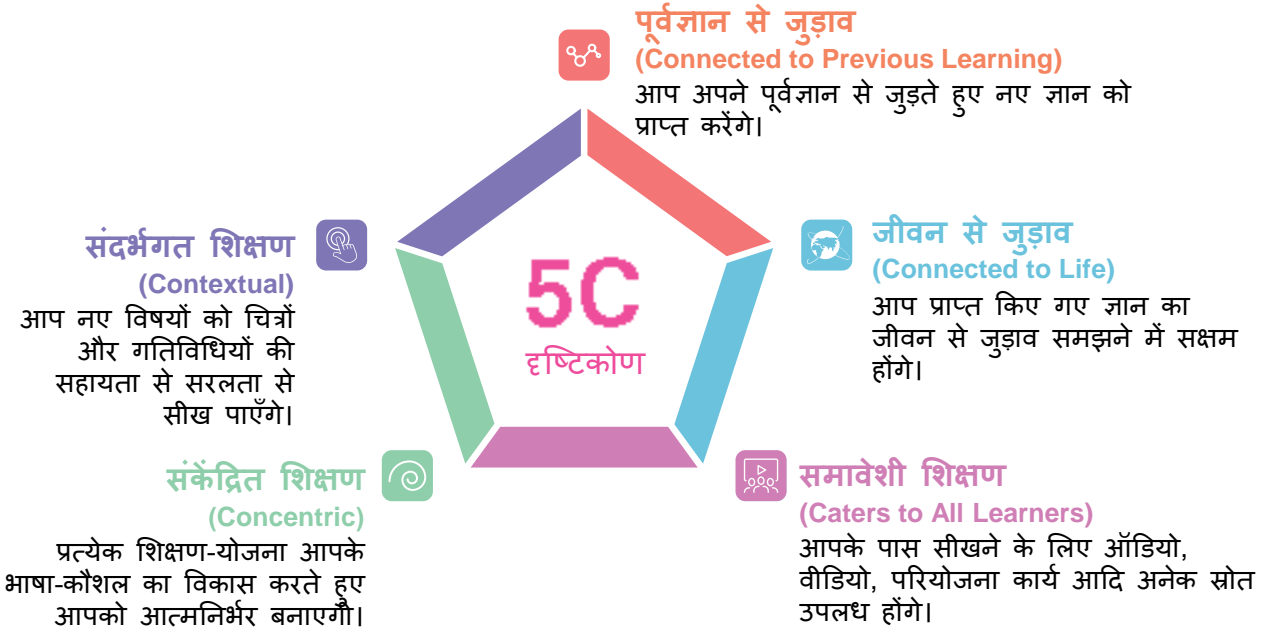 पूर्वज्ञान से जुड़ाव
(Connected to Previous Learning)
आप अपने पूर्वज्ञान से जुड़ते हुए नए ज्ञान को
प्राप्त करेंगे।
जीवन से जुड़ाव
(Connected to Life)
आप प्राप्त किए गए ज्ञान का
जीवन से जुड़ाव समझने में सक्षम
होंगे।
समावेशी शिक्षण
(Caters to All Learners)
आपके पास सीखने के लिए ऑडियो,
वीडियो, परियोजना कार्य आदि अनेक स्रोत
उपलध होंगे।
संकेंद्रित शिक्षण
(Concentric)
प्रत्येक शिक्षण-योजना आपके
भाषा-कौशल का विकास करते हुए
आपको आत्मनिर्भर बनाएगी।
संदर्भगत शिक्षण
(Contextual)
आप नए विषयों को चित्रों
और गतिविधियों की
सहायता से सरलता से
सीख पाएँगे।
5C
दृष्टिकोण